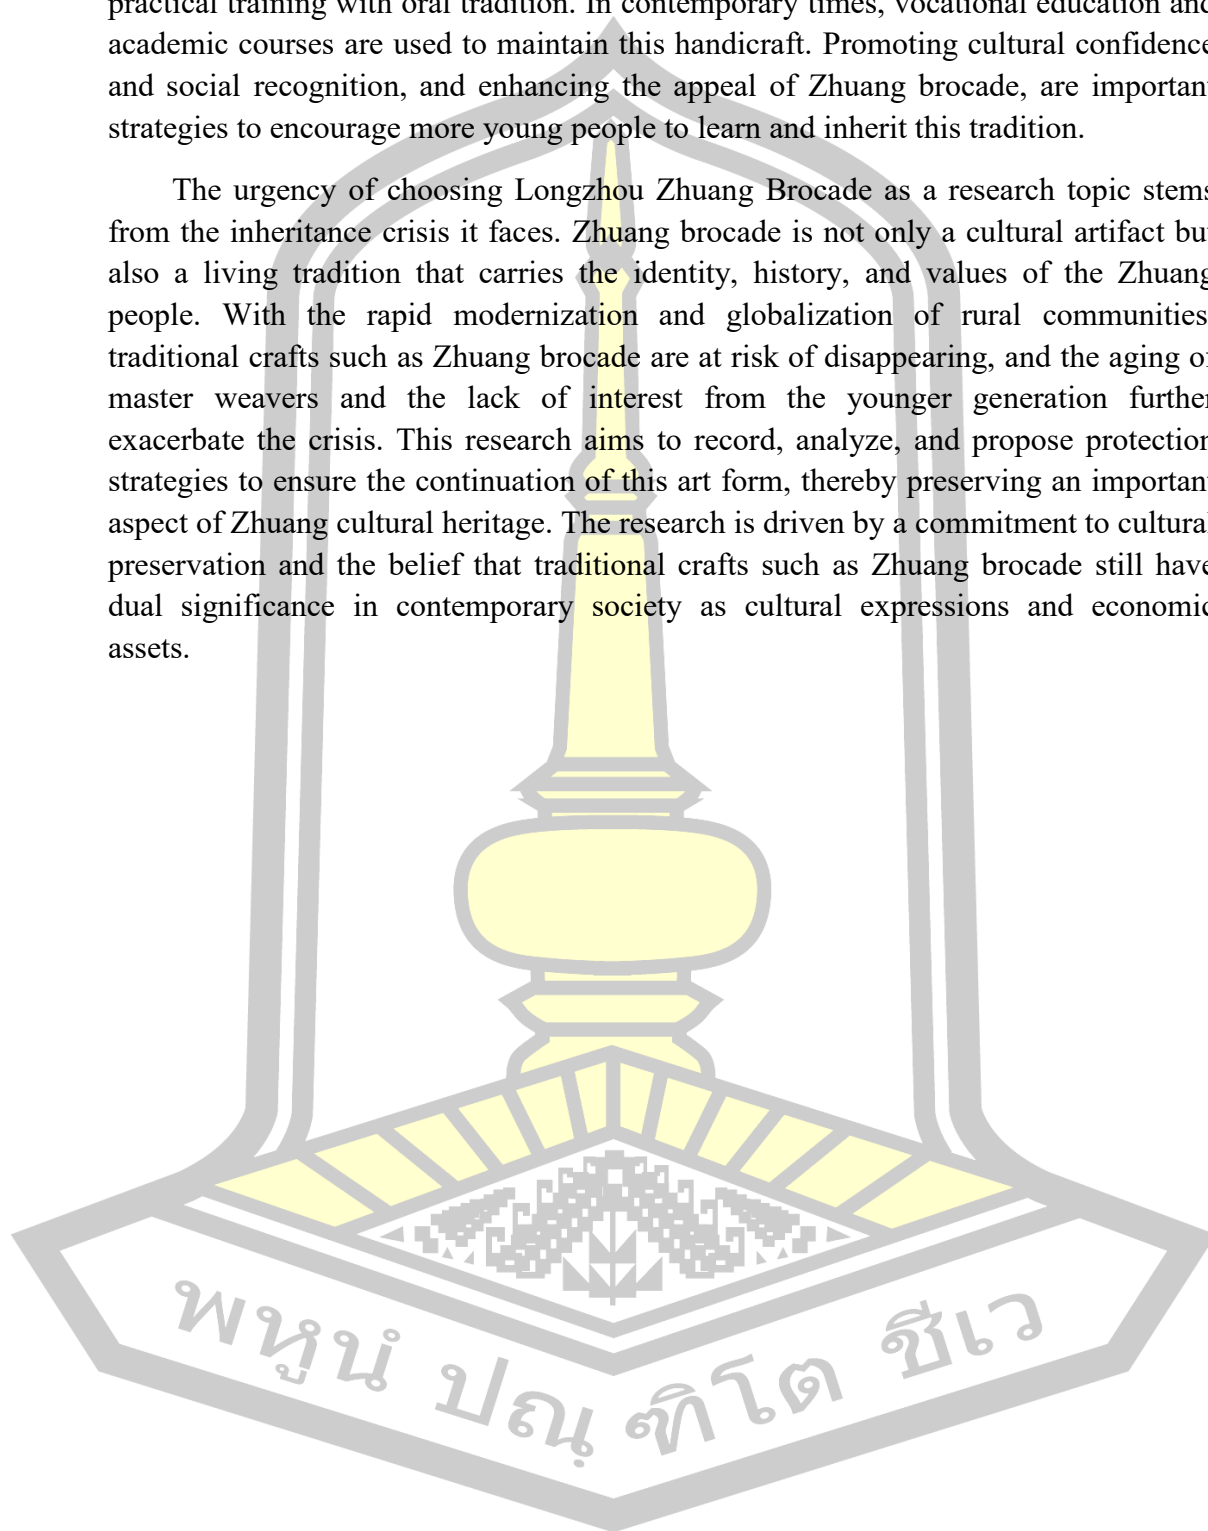 practical training with oral tradition. In contemporary times, vocational education and
academic courses are used to maintain this handicraft. Promoting cultural confidence
and social recognition, and enhancing the appeal of Zhuang brocade, are important
strategies to encourage more young people to learn and inherit this tradition.
The urgency of choosing Longzhou Zhuang Brocade as a research topic stems
from the inheritance crisis it faces. Zhuang brocade is not only a cultural artifact but
also a living tradition that carries the identity, history, and values of the Zhuang
people. With the rapid modernization and globalization of rural communities,
traditional crafts such as Zhuang brocade are at risk of disappearing, and the aging of
master weavers and the lack of interest from the younger generation further
exacerbate the crisis. This research aims to record, analyze, and propose protection
strategies to ensure the continuation of this art form, thereby preserving an important
aspect of Zhuang cultural heritage. The research is driven by a commitment to cultural
preservation and the belief that traditional crafts such as Zhuang brocade still have
dual significance in contemporary society as cultural expressions and economic
assets.
พหูนํ ปณฺฑิโต ชีเว